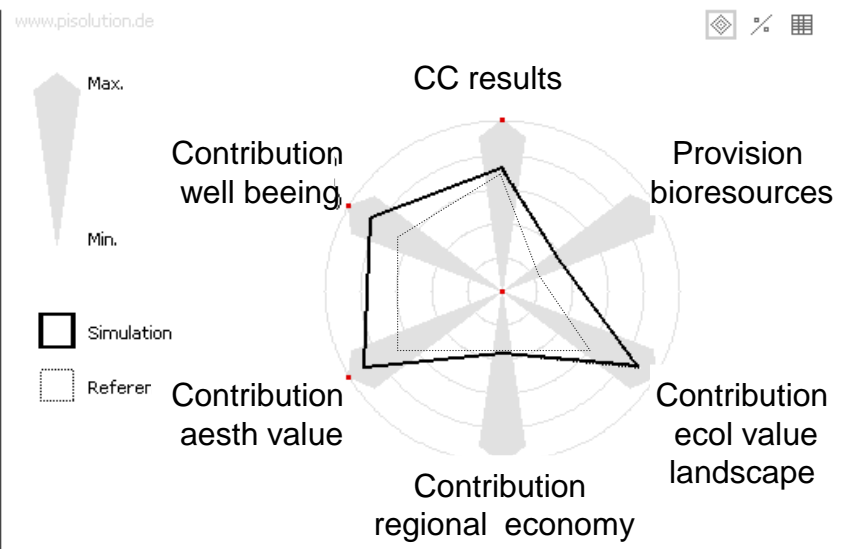 www.pisolution.de
Max.
CC results
Contribution
well beeing
Provision
bioresources
Min.
Simulation
Referer
Contribution
aesth value
Contribution
ecol value
landscape
Contribution
regional economy